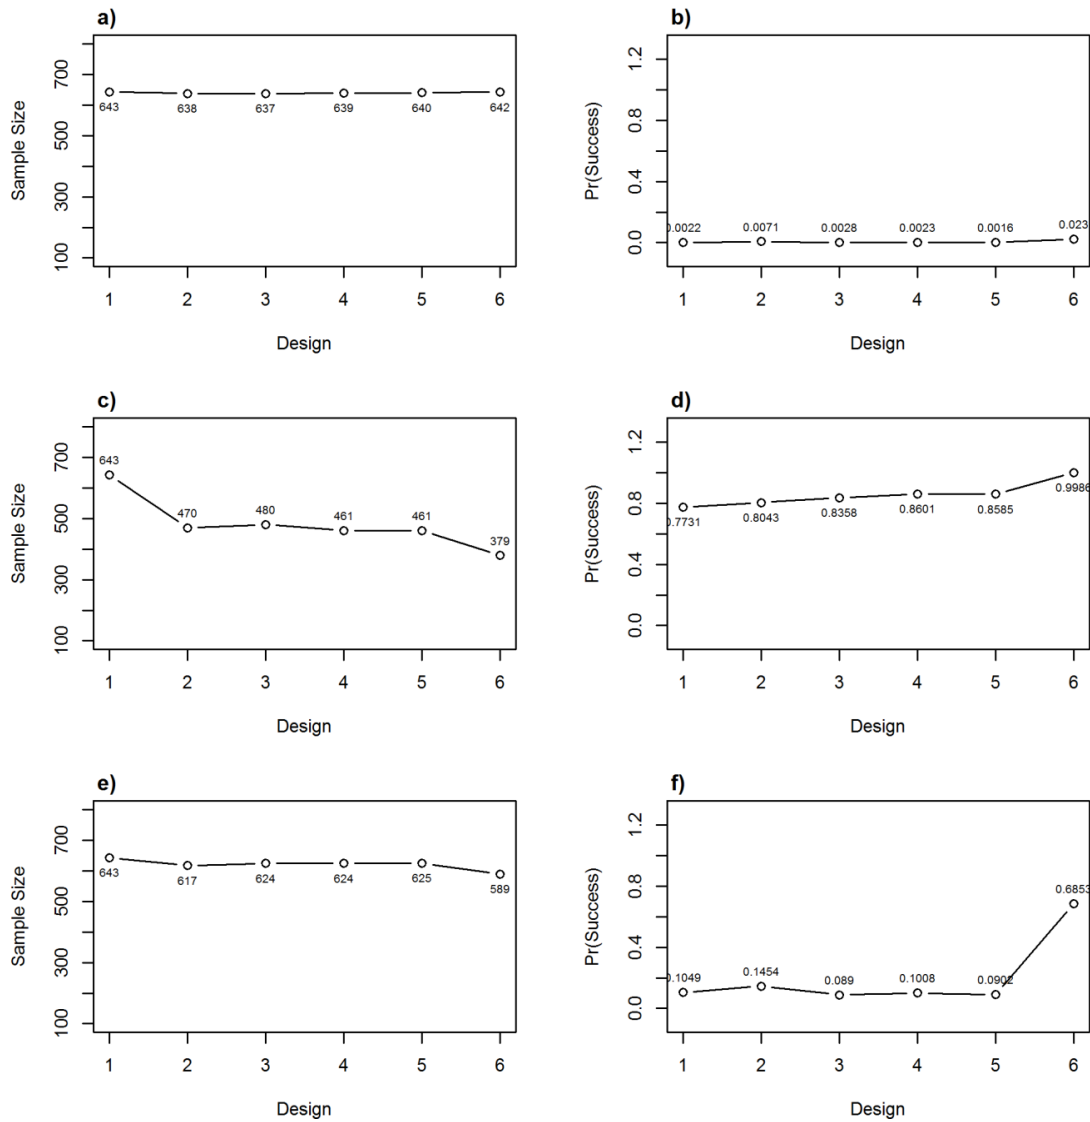 a)
Sample Size
700
500
300
100
643 638 637 639 640 642
1 2 3 4 5 6
Design
b)
Pr(Success)
1.2
0.8
0.4
0.0
0.0022 0.0071 0.0028 0.0023 0.0016 0.023
1 2 3 4 5 6
Design
c)
Sample Size
700
500
300
100
643 470 480 461 461 379
1 2 3 4 5 6
Design
d)
Pr(Success)
1.2
0.8
0.4
0.0
0.7731 0.8043 0.8358 0.8601 0.8585 0.9986
1 2 3 4 5 6
Design
e)
Sample Size
700
500
300
100
643 617 624 624 625 589
1 2 3 4 5 6
Design
f)
Pr(Success)
1.2
0.8
0.4
0.0
0.1049 0.1454 0.089 0.1008 0.0902 0.6853
1 2 3 4 5 6
Design